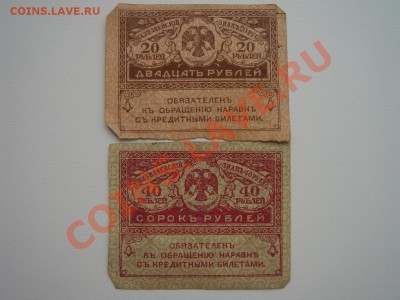 COINS.LAVE.RU
20
20
РУБЛЕЙ
РУБЛЕЙ
ДВАДЦАТЬ РУБЛЕЙ
ОБЯЗАТЕЛЕНЪ
КЪ ОБРАЩЕНІЮ НАРАВНѢ
СЪ КРЕДИТНЫМИ БИЛЕТАМИ.
40
40
РУБЛЕЙ
РУБЛЕЙ
СОРОКЪ РУБЛЕЙ
ОБЯЗАТЕЛЕНЪ
КЪ ОБРАЩЕНІЮ НАРАВНѢ
СЪ КРЕДИТНЫМИ БИЛЕТАМИ.
COINS.LAVE.RU